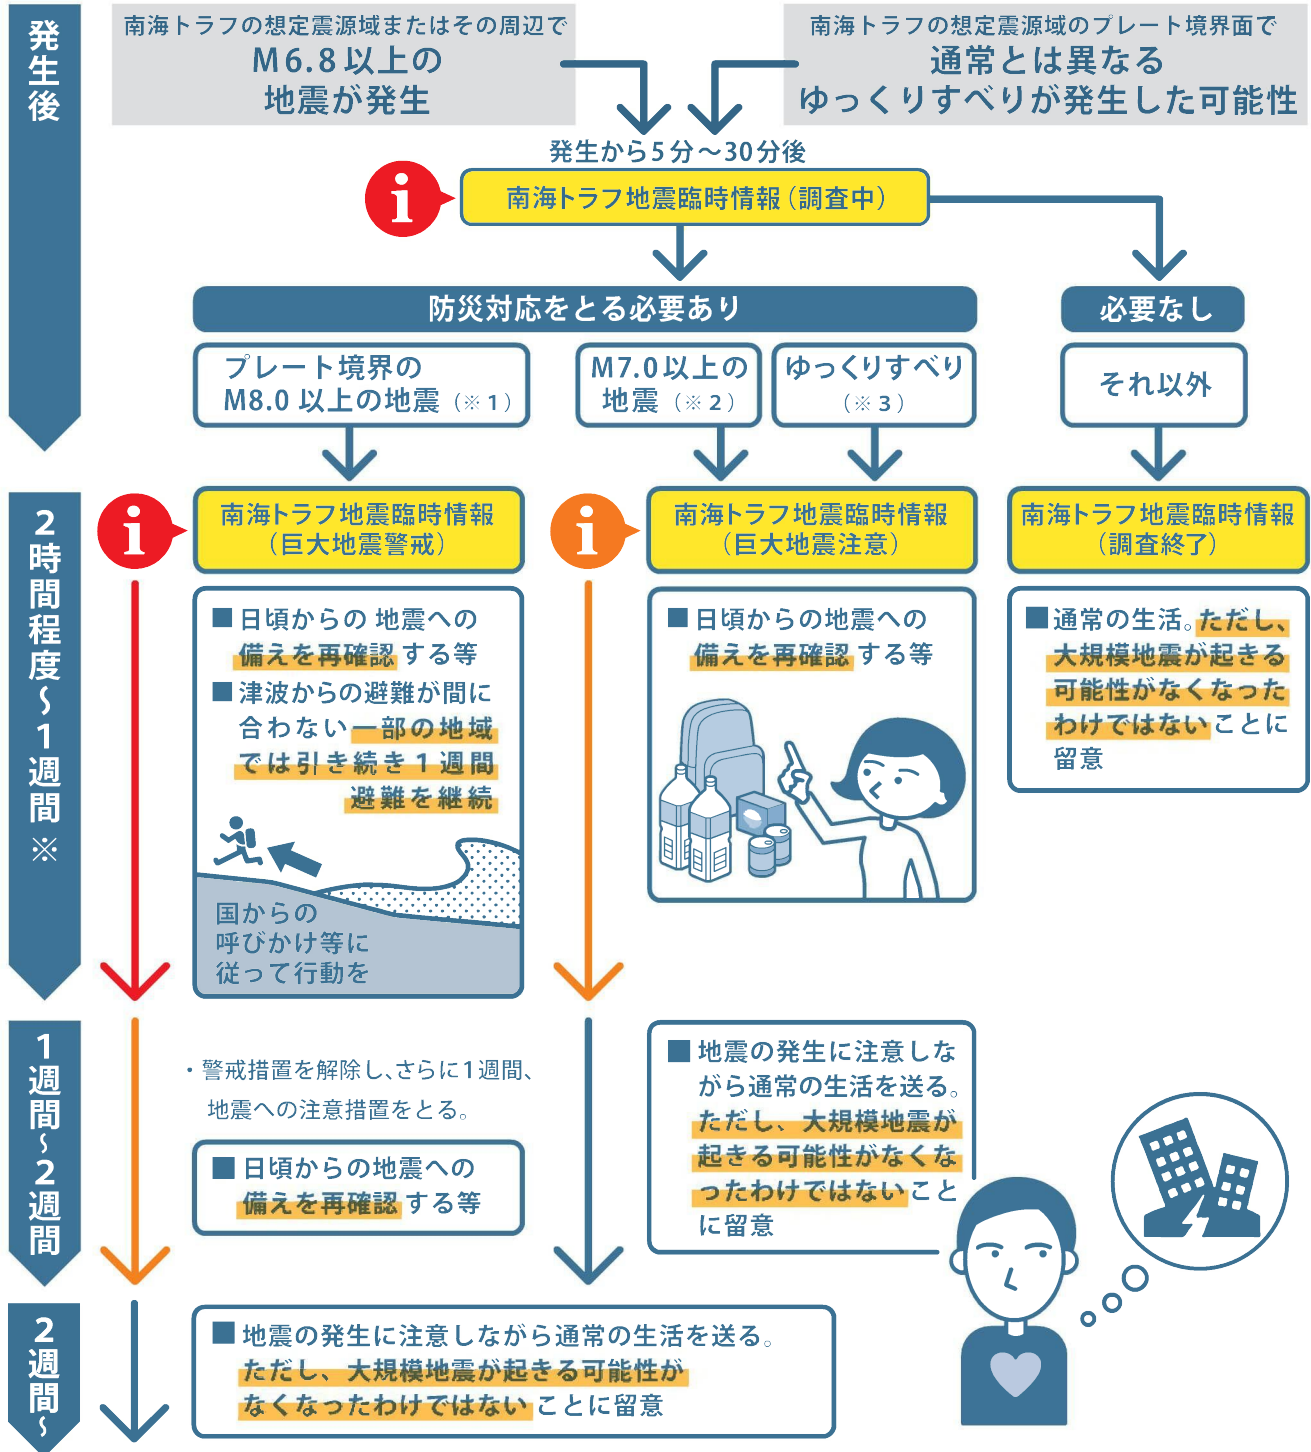 発生後
南海トラフの想定震源域またはその周辺で
M6.8以上の
地震が発生
南海トラフの想定震源域のプレート境界面で
通常とは異なる
ゆっくりすべりが発生した可能性
発生から5分～30分後
i
南海トラフ地震臨時情報（調査中）
防災対応をとる必要あり
必要なし
プレート境界の
M8.0 以上の地震（※1）
M7.0以上の
地震（※2）
ゆっくりすべり
（※3）
それ以外
2時間程度～1週間※
i
南海トラフ地震臨時情報
（巨大地震警戒）
i
南海トラフ地震臨時情報
（巨大地震注意）
南海トラフ地震臨時情報
（調査終了）
■日頃からの 地震への
備えを再確認 する等
■津波からの避難が間に
合わない一部の地域
では引き続き1週間
避難を継続
国からの
呼びかけ等に
従って行動を
■日頃からの地震への
備えを再確認 する等
■通常の生活。ただし、
大規模地震が起きる
可能性がなくなった
わけではないことに
留意
1週間～2週間
・警戒措置を解除し、さらに1週間、
地震への注意措置をとる。
■日頃からの地震への
備えを再確認 する等
■地震の発生に注意しな
がら通常の生活を送る。
ただし、大規模地震が
起きる可能性がなくな
ったわけではないこと
に留意
2週間～
■地震の発生に注意しながら通常の生活を送る。
ただし、大規模地震が起きる可能性が
なくなったわけではないことに留意